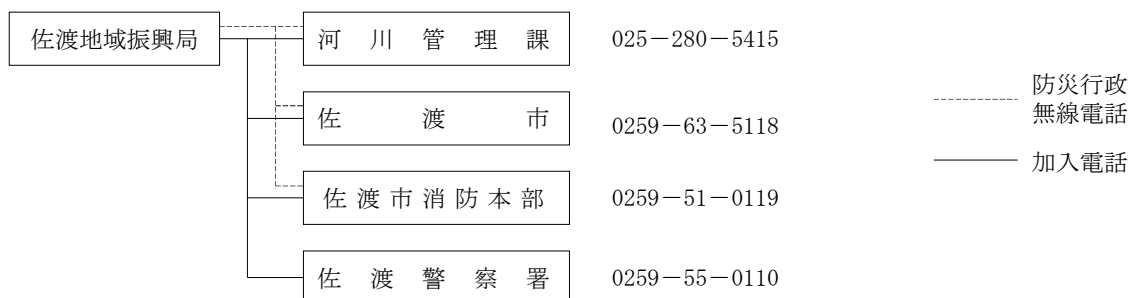 佐渡地域振興局
河川管理課 025－280－5415
佐渡市 0259－63－5118
佐渡市消防本部 0259－51－0119
佐渡警察署 0259－55－0110
防災行政
無線電話
加入電話